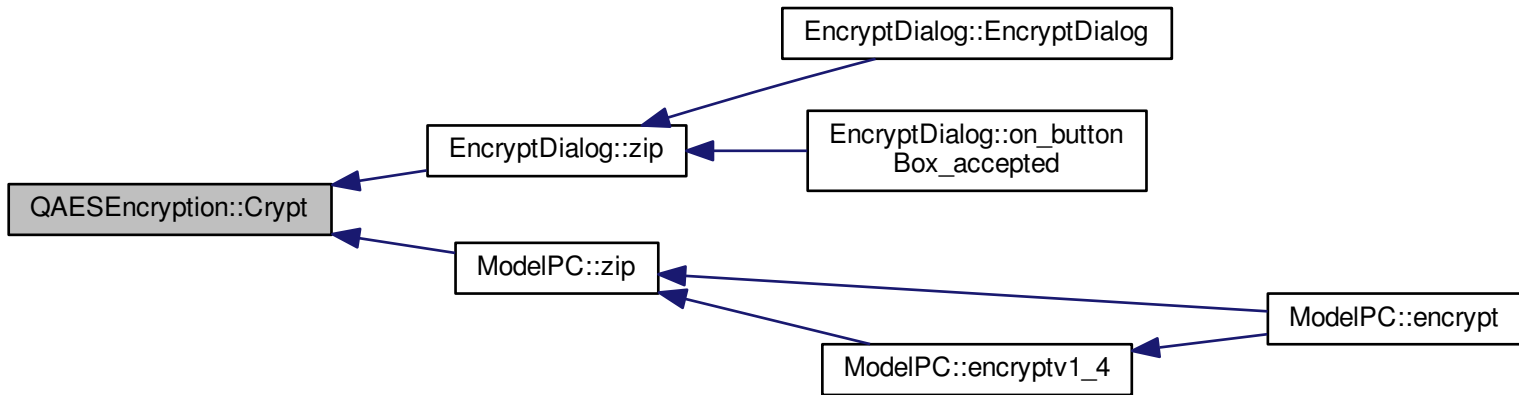 EncryptDialog::EncryptDialog
EncryptDialog::zip
EncryptDialog::on_button
Box_accepted
QAESEncryption::Crypt
ModelPC::zip
ModelPC::encrypt
ModelPC::encryptv1_4